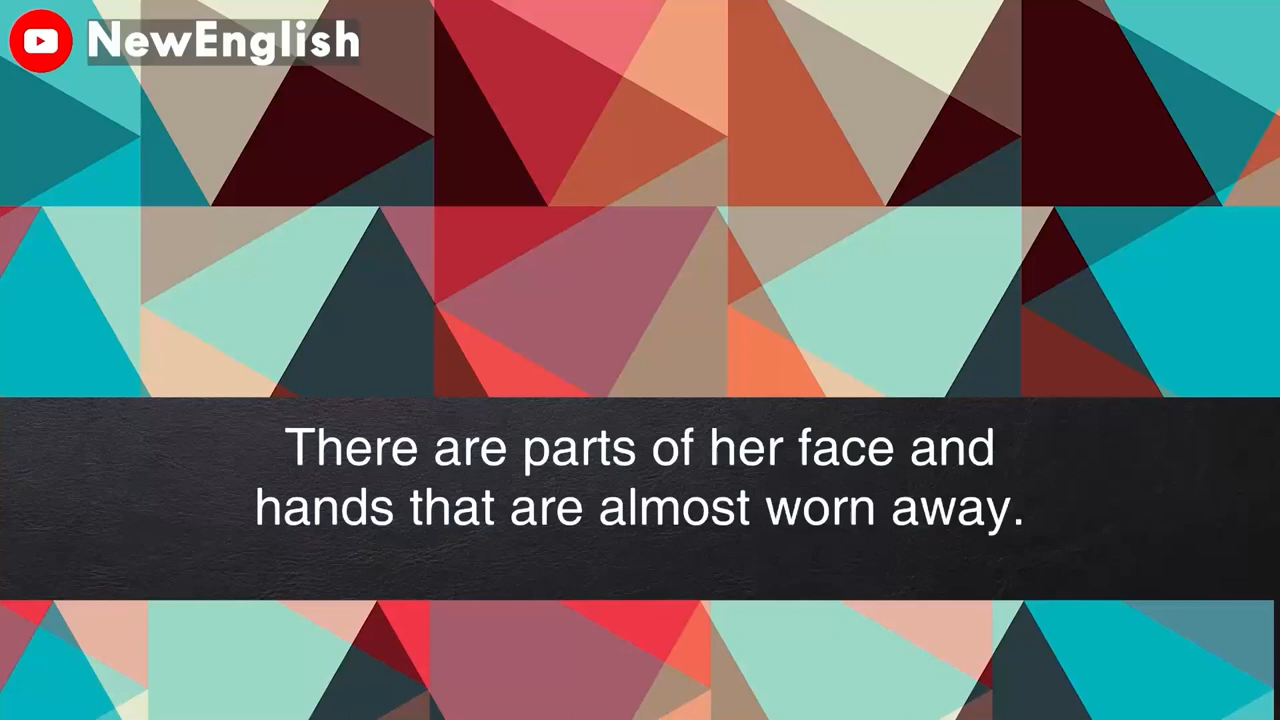 NewEnglish
There are parts of her face and
hands that are almost worn away.